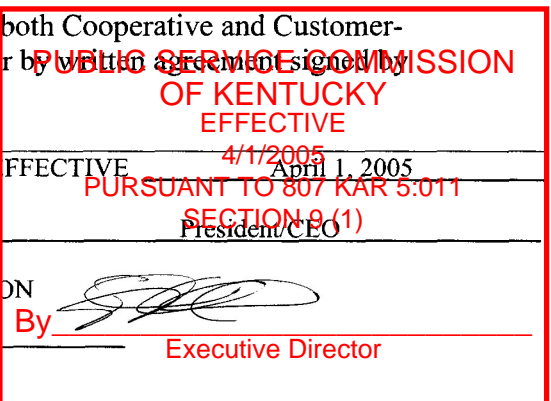 both Cooperative and Customer-
r by written agreement signed by
PUBLIC SERVICE COMMISSION
OF KENTUCKY
EFFECTIVE
4/1/2005
EFFECTIVE April 1, 2005
PURSUANT TO 807 KAR 5:011
SECTION 9 (1)
President/CEO
ON
By
Executive Director